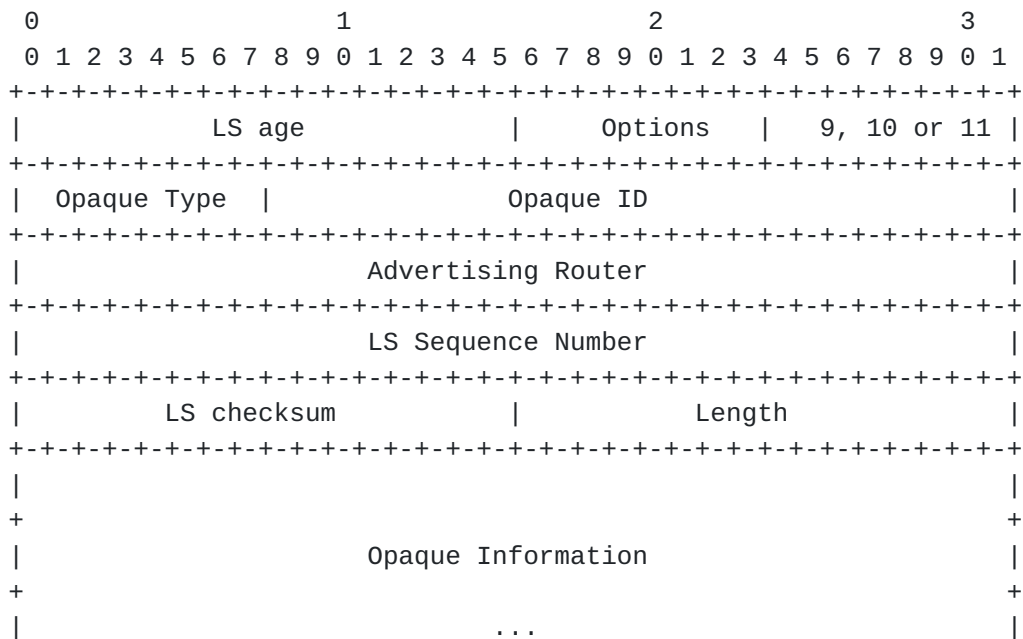 0                   1                   2                   3
 0 1 2 3 4 5 6 7 8 9 0 1 2 3 4 5 6 7 8 9 0 1 2 3 4 5 6 7 8 9 0 1
+-+-+-+-+-+-+-+-+-+-+-+-+-+-+-+-+-+-+-+-+-+-+-+-+-+-+-+-+-+-+-+-+
|            LS age             |     Options   |   9, 10 or 11 |
+-+-+-+-+-+-+-+-+-+-+-+-+-+-+-+-+-+-+-+-+-+-+-+-+-+-+-+-+-+-+-+-+
|  Opaque Type  |               Opaque ID                       |
+-+-+-+-+-+-+-+-+-+-+-+-+-+-+-+-+-+-+-+-+-+-+-+-+-+-+-+-+-+-+-+-+
|                      Advertising Router                       |
+-+-+-+-+-+-+-+-+-+-+-+-+-+-+-+-+-+-+-+-+-+-+-+-+-+-+-+-+-+-+-+-+
|                      LS Sequence Number                       |
+-+-+-+-+-+-+-+-+-+-+-+-+-+-+-+-+-+-+-+-+-+-+-+-+-+-+-+-+-+-+-+-+
|         LS checksum           |           Length              |
+-+-+-+-+-+-+-+-+-+-+-+-+-+-+-+-+-+-+-+-+-+-+-+-+-+-+-+-+-+-+-+-+
|                                                               |
+                                                               +
|                      Opaque Information                       |
+                                                               +
|                              ...                              |